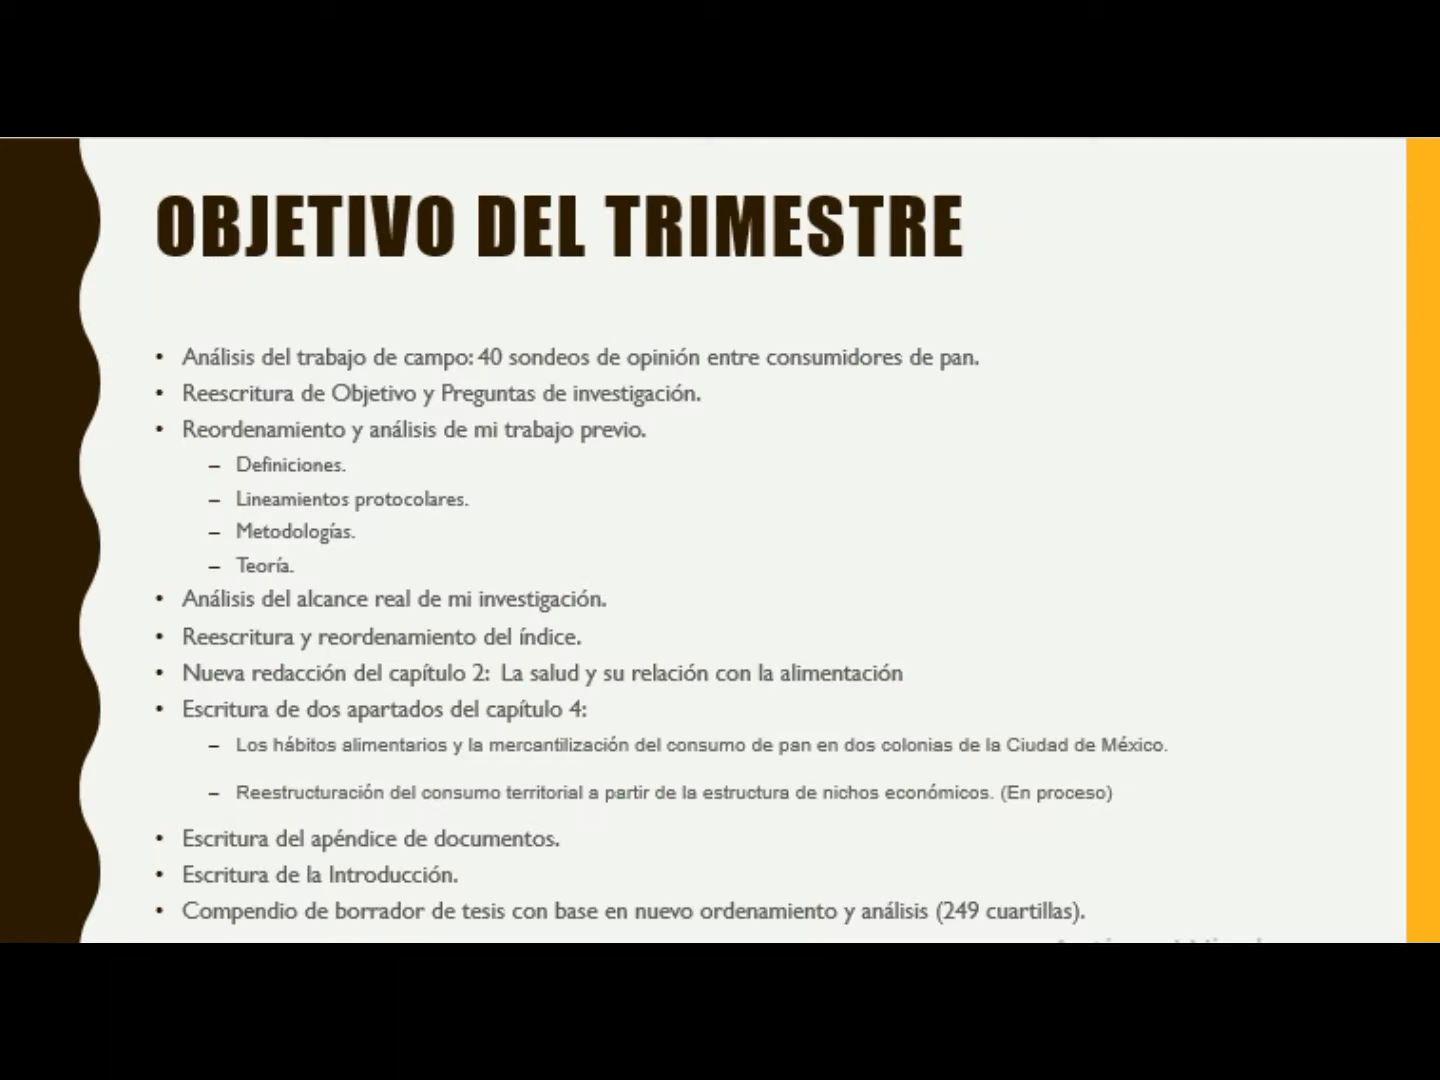 OBJETIVO DEL TRIMESTRE
• Análisis del trabajo de campo: 40 sondeos de opinión entre consumidores de pan.
• Reescritura de Objetivo y Preguntas de investigación.
• Reordenamiento y análisis de mi trabajo previo.
– Definiciones.
– Lineamientos protocolares.
– Metodologías.
– Teoría.
• Análisis del alcance real de mi investigación.
• Reescritura y reordenamiento del índice.
• Nueva redacción del capítulo 2: La salud y su relación con la alimentación
• Escritura de dos apartados del capítulo 4:
– Los hábitos alimentarios y la mercantilización del consumo de pan en dos colonias de la Ciudad de México.
– Reestructuración del consumo territorial a partir de la estructura de nichos económicos. (En proceso)
• Escritura del apéndice de documentos.
• Escritura de la Introducción.
• Compendio de borrador de tesis con base en nuevo ordenamiento y análisis (249 cuartillas).